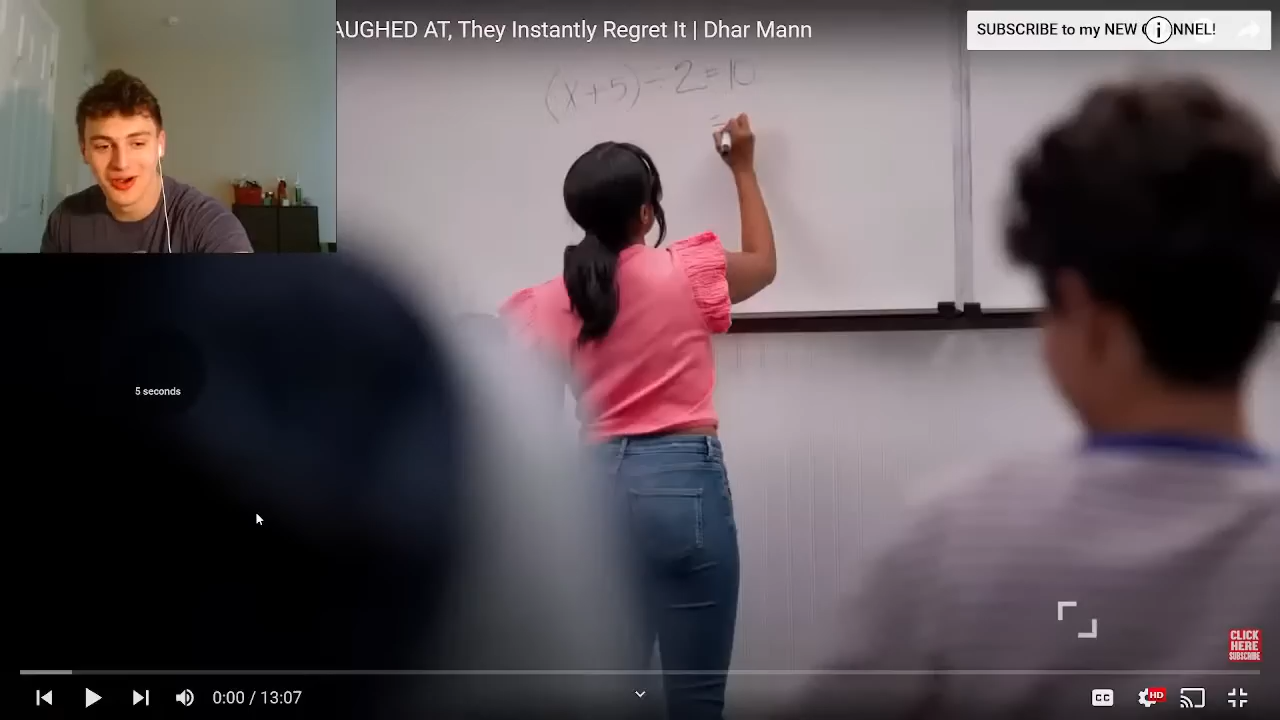 AUGHED AT, They Instantly Regret It | Dhar Mann
SUBSCRIBE to my NEW C NNEL!
(x+5)÷2=10
=
5 seconds
CLICK
HERE
SUBSCRIBE
0:00 / 13:07
CC
HD